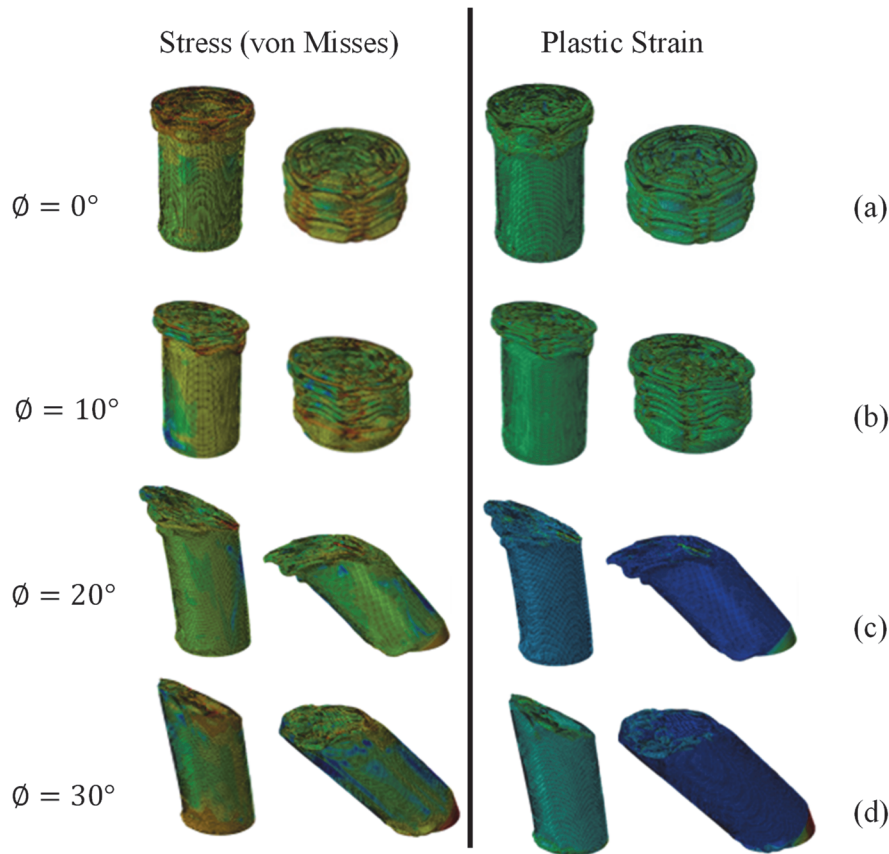 Stress (von Misses)
Plastic Strain
∅ = 0°
(a)
∅ = 10°
(b)
∅ = 20°
(c)
∅ = 30°
(d)